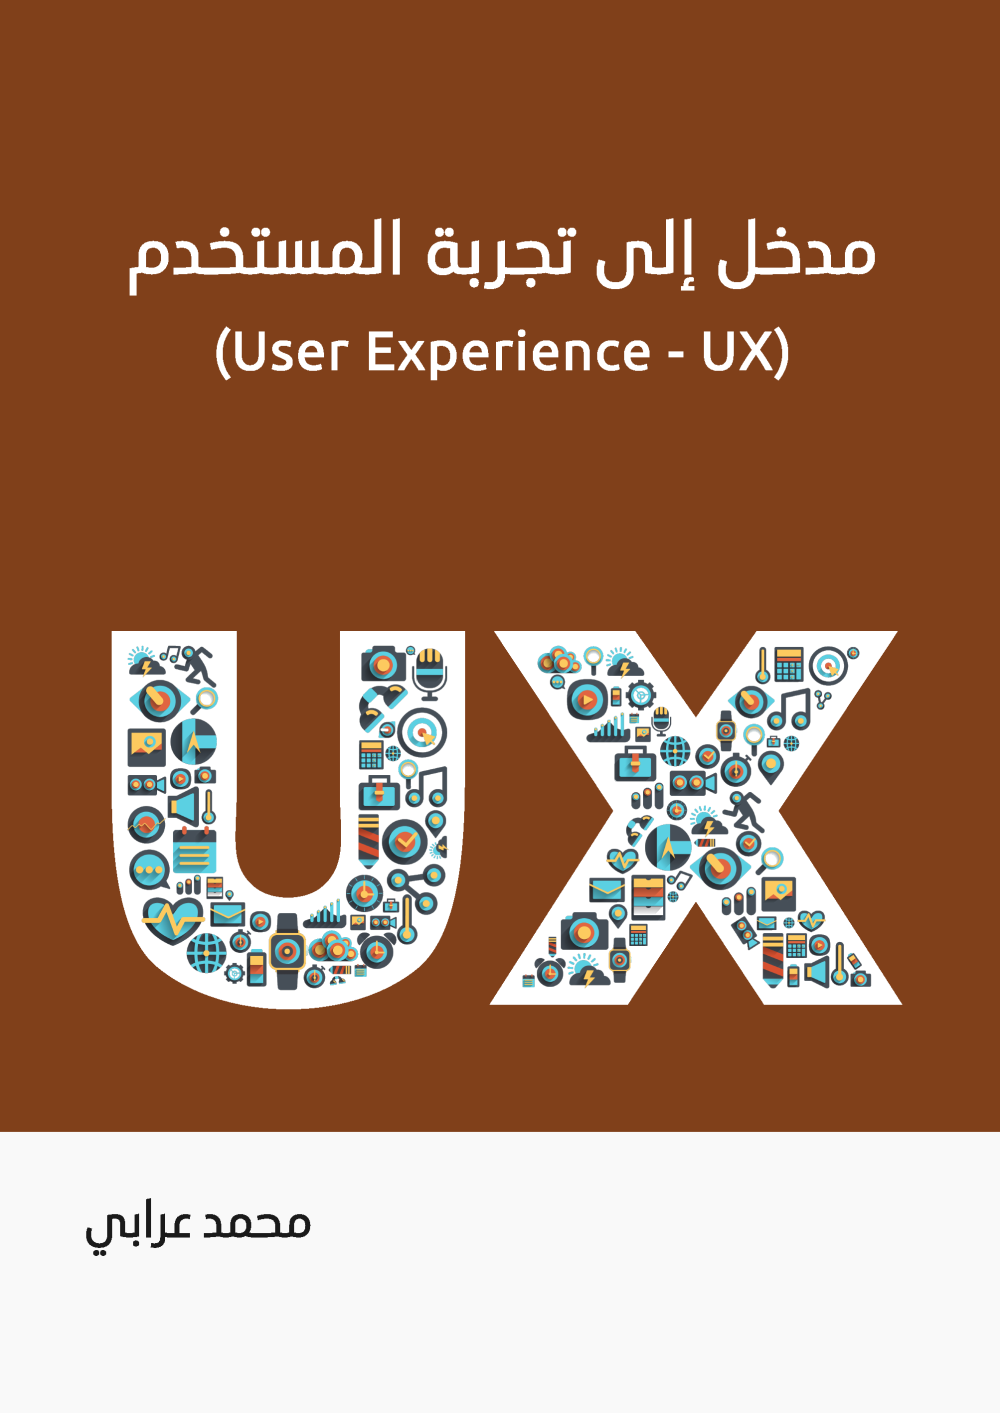 مدخل إلى تجربة المستخدم
(User Experience - UX)
UX
محمد عرابي